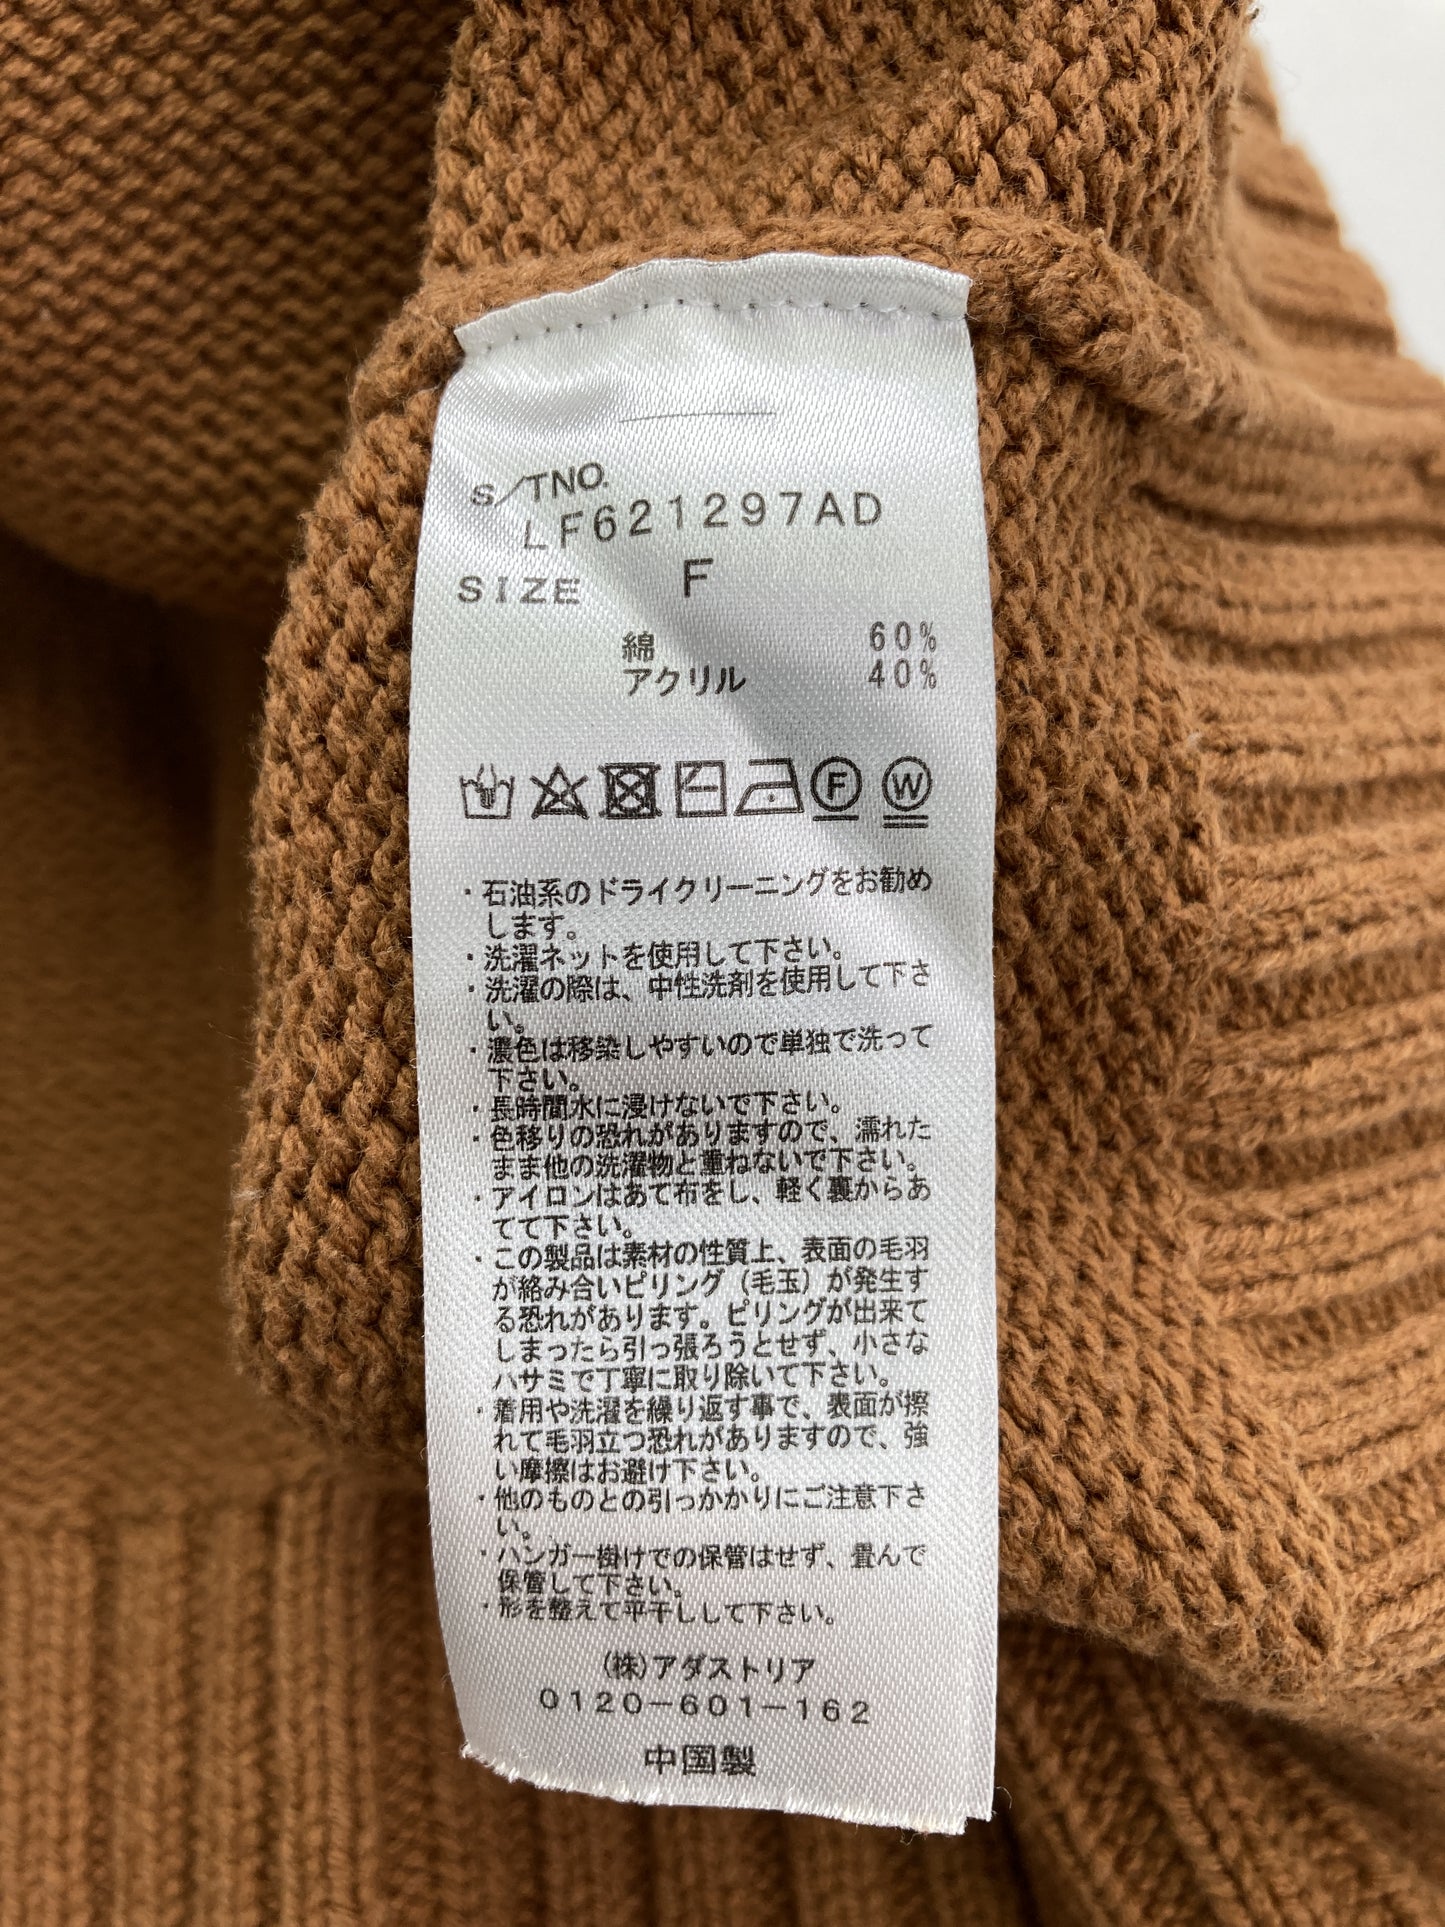 S/TNO.
LF621297AD
SIZE F
綿 60%
アクリル 40%
F W
・石油系のドライクリーニングをお勧め
します。
・洗濯ネットを使用して下さい。
・洗濯の際は、中性洗剤を使用して下さ
い。
・濃色は移染しやすいので単独で洗って
下さい。
・長時間水に浸けないで下さい。
・色移りの恐れがありますので、濡れた
まま他の洗濯物と重ねないで下さい。
・アイロンはあて布をし、軽く裏からあ
てて下さい。
・この製品は素材の性質上、表面の毛羽
が絡み合いピリング（毛玉）が発生す
る恐れがあります。ピリングが出来て
しまったら引っ張ろうとせず、小さな
ハサミで丁寧に取り除いて下さい。
・着用や洗濯を繰り返す事で、表面が擦
れて毛羽立つ恐れがありますので、強
い摩擦はお避け下さい。
・他のものとの引っかかりにご注意下さ
い。
・ハンガー掛けでの保管はせず、畳んで
保管して下さい。
・形を整えて平干しして下さい。
(株)アダストリア
0120-601-162
中国製